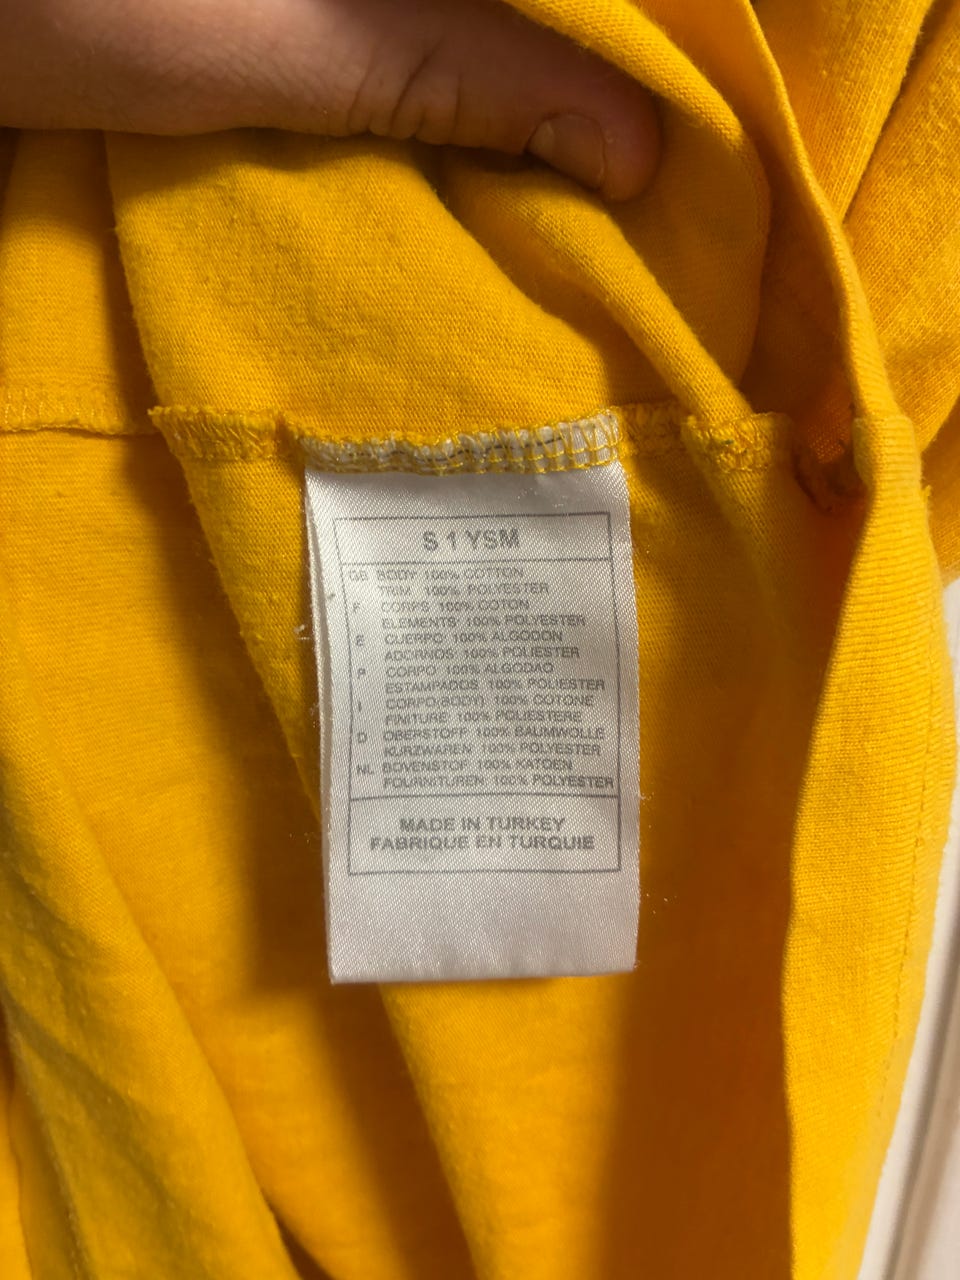 S 1 YSM
GB BODY 100% COTTON
TRIM 100% POLYESTER
F CORPS 100% COTON
ELEMENTS: 100% POLYESTER
E CUERPO: 100% ALGODON
ADORNOS: 100% POLIESTER
P CORPO: 100% ALGODAO
ESTAMPADOS: 100% POLIESTER
I CORPO(BODY) 100% COTONE
FINITURE: 100% POLIESTERE
D OBERSTOFF: 100% BAUMWOLLE
KURZWAREN: 100% POLYESTER
NL BOVENSTOF: 100% KATOEN
FOURNITUREN: 100% POLYESTER
MADE IN TURKEY
FABRIQUE EN TURQUIE